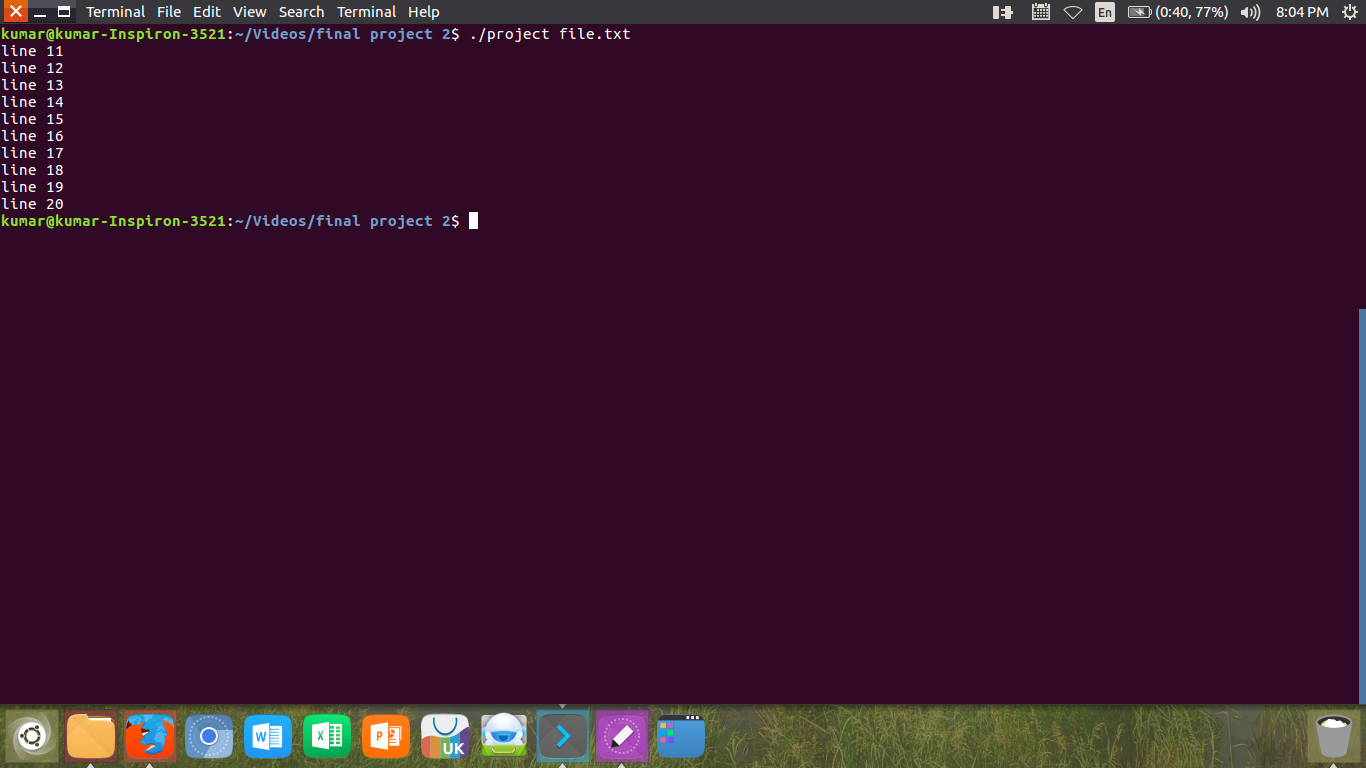 Terminal File Edit View Search Terminal Help En (0:40, 77%) 8:04 PM
kumar@kumar-Inspiron-3521:~/Videos/final project 2$ ./project file.txt
line 11
line 12
line 13
line 14
line 15
line 16
line 17
line 18
line 19
line 20
kumar@kumar-Inspiron-3521:~/Videos/final project 2$
W X P UK